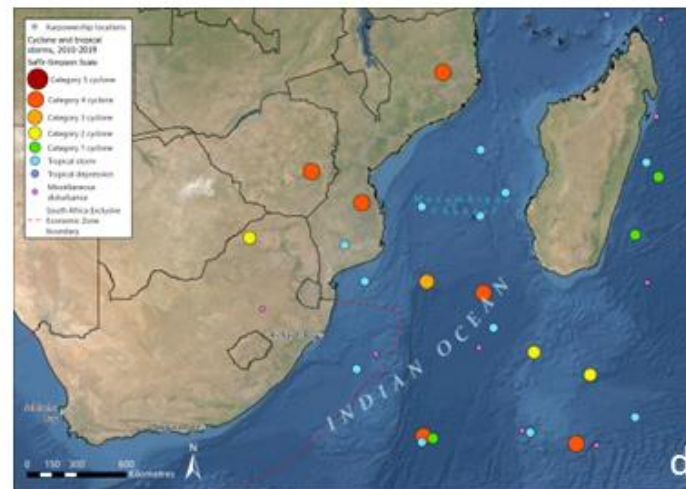 Karpowership locations
Cyclone and tropical
storms, 2010-2019
Saffir-Simpson Scale
Category 5 cyclone
Category 4 cyclone
Category 3 cyclone
Category 2 cyclone
Category 1 cyclone
Tropical storm
Tropical depression
Miscellaneous
disturbance
South Africa Exclusive
Economic Zone
boundary
INDIAN OCEAN
N
0 150 300 600
Kilometres
d